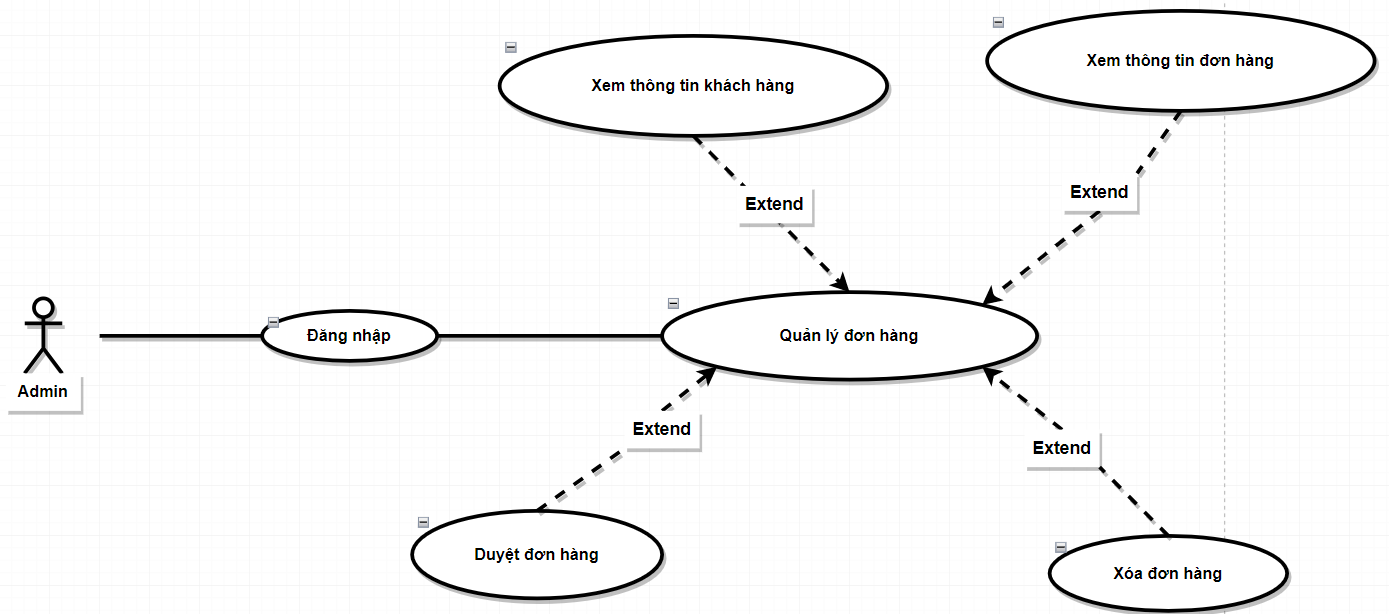 Xem thông tin đơn hàng
Xem thông tin khách hàng
Extend
Extend
Đăng nhập
Quản lý đơn hàng
Admin
Extend
Extend
Duyệt đơn hàng
Xóa đơn hàng